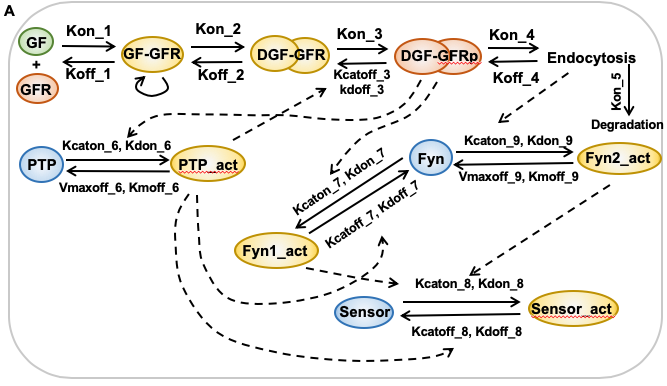 A
GF
+
GFR
Kon_1
Koff_1
GF-GFR
Kon_2
Koff_2
DGF-GFR
Kon_3
Kcatoff_3
kdoff_3
DGF-GFRp
Kon_4
Koff_4
Endocytosis
Kon_5
Degradation
PTP
Kcaton_6, Kdon_6
Vmaxoff_6, Kmoff_6
PTP_act
Kcaton_7, Kdon_7
Kcatoff_7, Kdoff_7
Fyn
Kcaton_9, Kdon_9
Vmaxoff_9, Kmoff_9
Fyn2_act
Fyn1_act
Sensor
Kcaton_8, Kdon_8
Kcatoff_8, Kdoff_8
Sensor_act